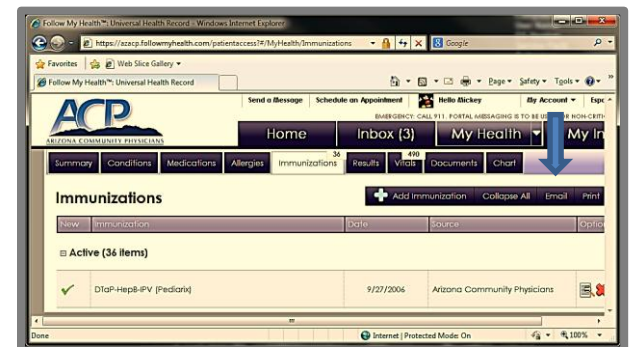 Follow My Health™: Universal Health Record - Windows Internet Explorer
https://azacp.followmyhealth.com/patientaccess?#/MyHealth/Immunizations
Google
Favorites Web Slice Gallery
Follow My Health™: Universal Health Record
Page Safety Tools
Send a Message Schedule an Appointment Hello Mickey My Account
EMERGENCY: CALL 911. PORTAL MESSAGING IS TO BE FOR NON-CRITI
ACP
ARIZONA COMMUNITY PHYSICIANS
Home Inbox (3) My Health My In
36 490
Summary Conditions Medications Allergies Immunizations Results Vitals Documents Chart
Immunizations
Add Immunization Collapse All Email Print
New Immunization Date Source Option
Active (36 items)
DTaP-HepB-IPV (Pediarix) 9/27/2006 Arizona Community Physicians
Done Internet | Protected Mode: On 100%